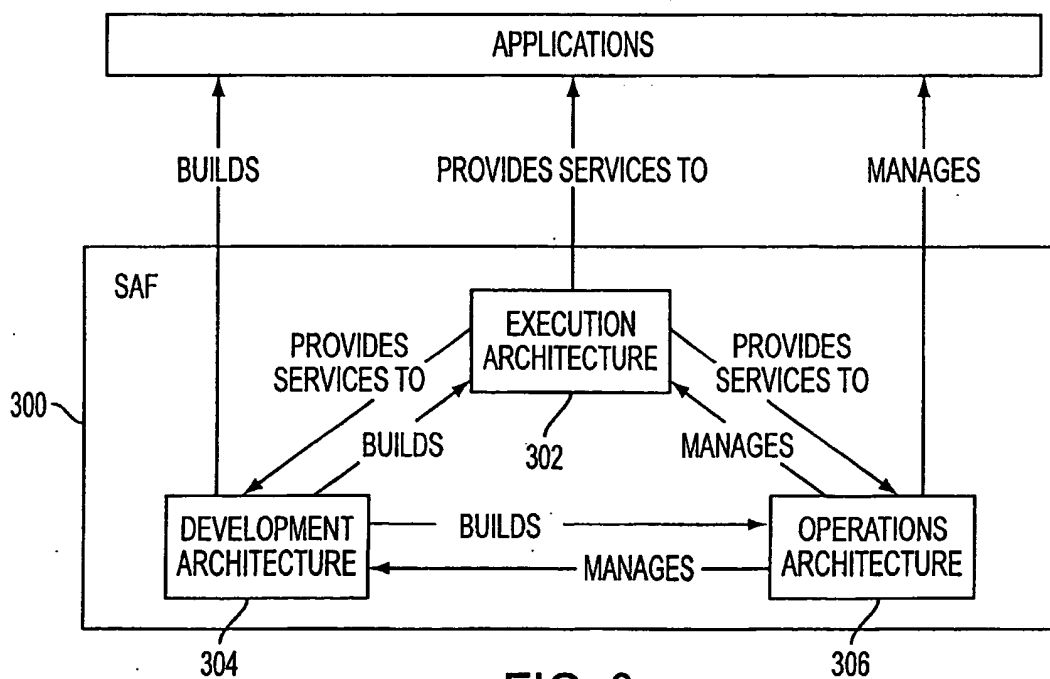 APPLICATIONS
BUILDS
PROVIDES SERVICES TO
MANAGES
SAF
EXECUTION
ARCHITECTURE
PROVIDES
SERVICES TO
PROVIDES
SERVICES TO
300
BUILDS
302
MANAGES
DEVELOPMENT
ARCHITECTURE
BUILDS
MANAGES
OPERATIONS
ARCHITECTURE
304
306